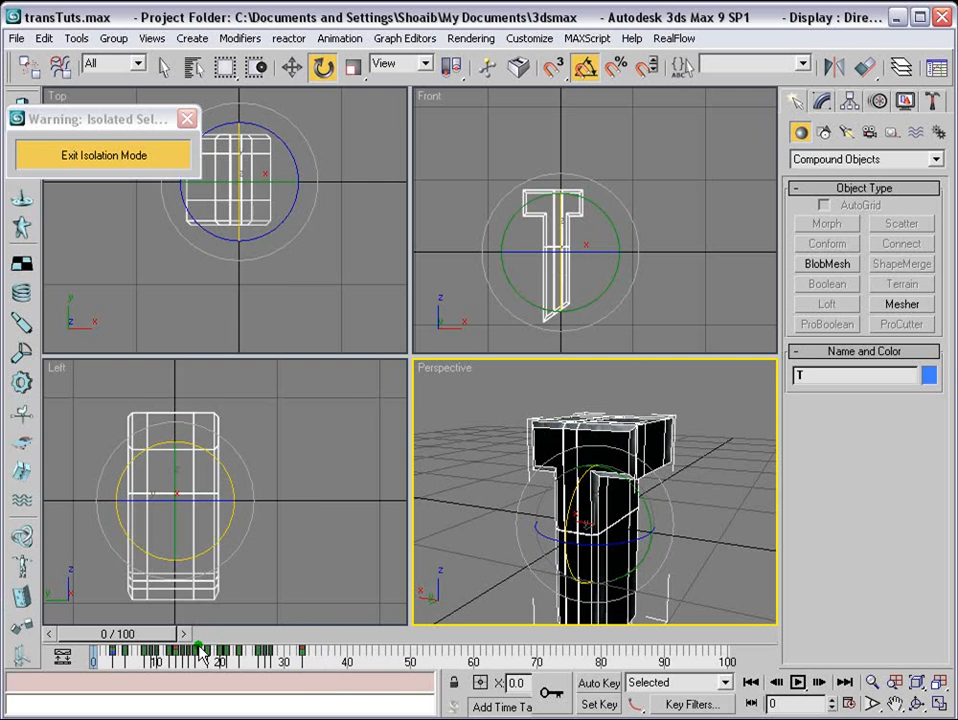 transTuts.max - Project Folder: C:\Documents and Settings\Shoaib\My Documents\3dsmax - Autodesk 3ds Max 9 SP1 - Display : Dire...
File Edit Tools Group Views Create Modifiers reactor Animation Graph Editors Rendering Customize MAXScript Help RealFlow
All View
Top
Front
Warning: Isolated Sel...
Exit Isolation Mode
Compound Objects
Object Type
AutoGrid
Morph Scatter
Conform Connect
BlobMesh ShapeMerge
Boolean Terrain
Loft Mesher
ProBoolean ProCutter
Name and Color
T
x
x
y
z x
z
x
Left
Perspective
x
z
y x
z
0 / 100
0 10 20 30 40 50 60 70 80 90 100
X: 0.0 Auto Key Selected
Add Time Ta Set Key Key Filters... 0